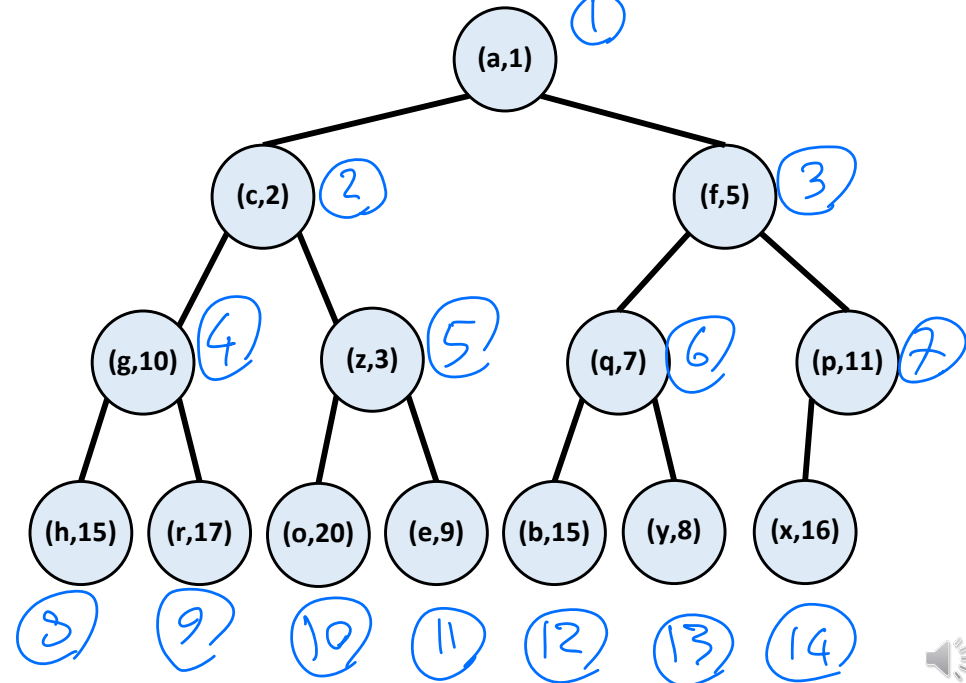 1
(a,1)
(c,2) 2 (f,5) 3
(g,10) 4 (z,3) 5 (q,7) 6 (p,11) 7
(h,15) (r,17) (o,20) (e,9) (b,15) (y,8) (x,16)
8 9 10 11 12 13 14